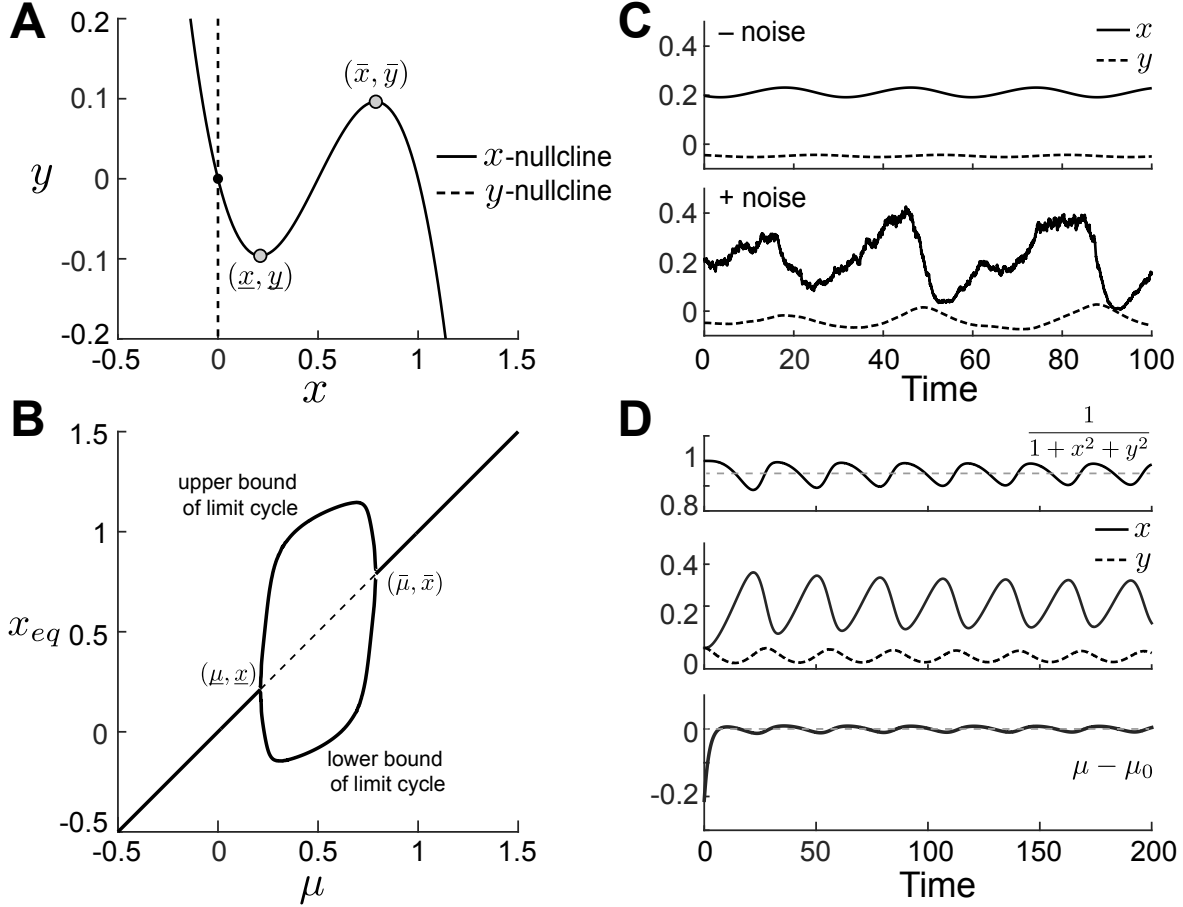 A
0.2
0.1
0
-0.1
-0.2
y
(x̄, ȳ)
(x̲, y̲)
x-nullcline
y-nullcline
-0.5
0
0.5
1
1.5
x
B
1.5
1
0.5
0
-0.5
x_{eq}
upper bound
of limit cycle
(μ̄, x̄)
(μ̲, x̲)
lower bound
of limit cycle
-0.5
0
0.5
1
1.5
μ
C
– noise
x
y
0.4
0.2
0
+ noise
0.4
0.2
0
0
20
40
60
80
100
Time
D
1
1 + x² + y²
1
0.8
x
y
0.4
0.2
0
0
-0.2
μ − μ₀
0
50
100
150
200
Time